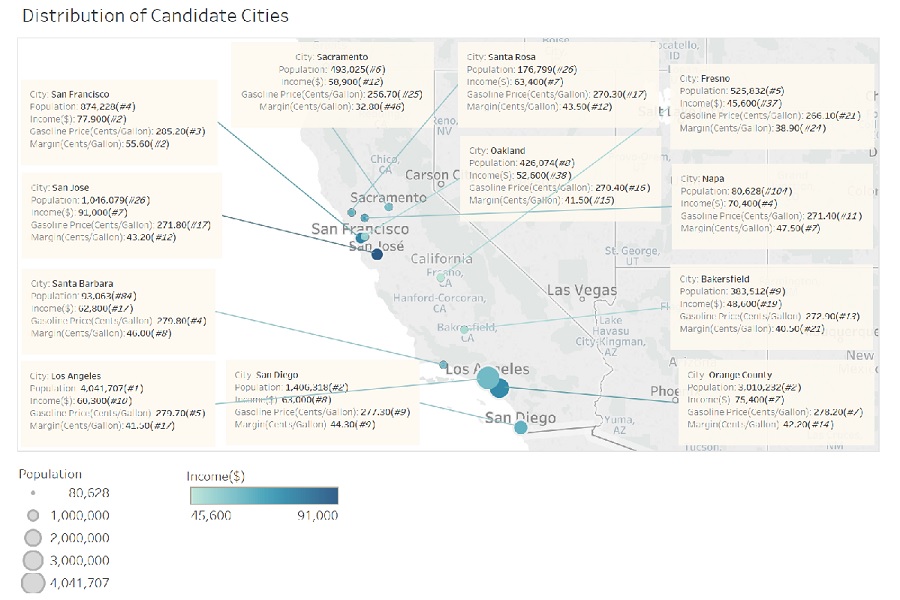 Distribution of Candidate Cities
City: San Francisco
Population: 874,228(#4)
Income($): 77,900(#2)
Gasoline Price(Cents/Gallon): 285.20(#3)
Margin(Cents/Gallon): 55.60(#2)
City: Sacramento
Population: 493,025(#6)
Income($): 58,900(#12)
Gasoline Price(Cents/Gallon): 256.70(#25)
Margin(Cents/Gallon): 32.80(#46)
City: Santa Rosa
Population: 176,799(#26)
Income($): 63,400(#7)
Gasoline Price(Cents/Gallon): 270.30(#17)
Margin(Cents/Gallon): 43.50(#12)
City: Fresno
Population: 525,832(#5)
Income($): 45,600(#37)
Gasoline Price(Cents/Gallon): 266.10(#21)
Margin(Cents/Gallon): 38.90(#24)
City: Oakland
Population: 426,074(#8)
Income($): 52,600(#38)
Gasoline Price(Cents/Gallon): 270.40(#16)
Margin(Cents/Gallon): 41.50(#15)
City: San Jose
Population: 1,046,079(#26)
Income($): 91,000(#7)
Gasoline Price(Cents/Gallon): 271.80(#17)
Margin(Cents/Gallon): 43.20(#12)
City: Napa
Population: 80,628(#104)
Income($): 70,400(#4)
Gasoline Price(Cents/Gallon): 271.40(#11)
Margin(Cents/Gallon): 47.50(#7)
City: Santa Barbara
Population: 93,063(#84)
Income($): 62,800(#17)
Gasoline Price(Cents/Gallon): 279.80(#4)
Margin(Cents/Gallon): 46.00(#8)
City: Bakersfield
Population: 383,512(#9)
Income($): 48,600(#19)
Gasoline Price(Cents/Gallon): 272.90(#13)
Margin(Cents/Gallon): 40.50(#21)
City: Los Angeles
Population: 4,041,707(#1)
Income($): 60,300(#10)
Gasoline Price(Cents/Gallon): 279.70(#5)
Margin(Cents/Gallon): 41.50(#17)
City: San Diego
Population: 1,406,318(#2)
Income($): 63,000(#8)
Gasoline Price(Cents/Gallon): 277.30(#9)
Margin(Cents/Gallon): 44.30(#9)
City: Orange County
Population: 3,010,232(#2)
Income($): 75,400(#7)
Gasoline Price(Cents/Gallon): 278.20(#7)
Margin(Cents/Gallon): 42.20(#14)
Boise,
ID
NV
Chico,
CA
Carson C
Sacramento
San Francisco
San José
California
Fresno,
CA
Hanford-Corcoran,
CA
Bakersfield,
CA
St. George,
UT
Las Vegas
Lake
Havasu
City-Kingman,
AZ
New
Los Angeles
Pho
San Diego
Yuma,
AZ
Tucson,
NM
Population
80,628
1,000,000
2,000,000
3,000,000
4,041,707
Income($)
45,600 91,000